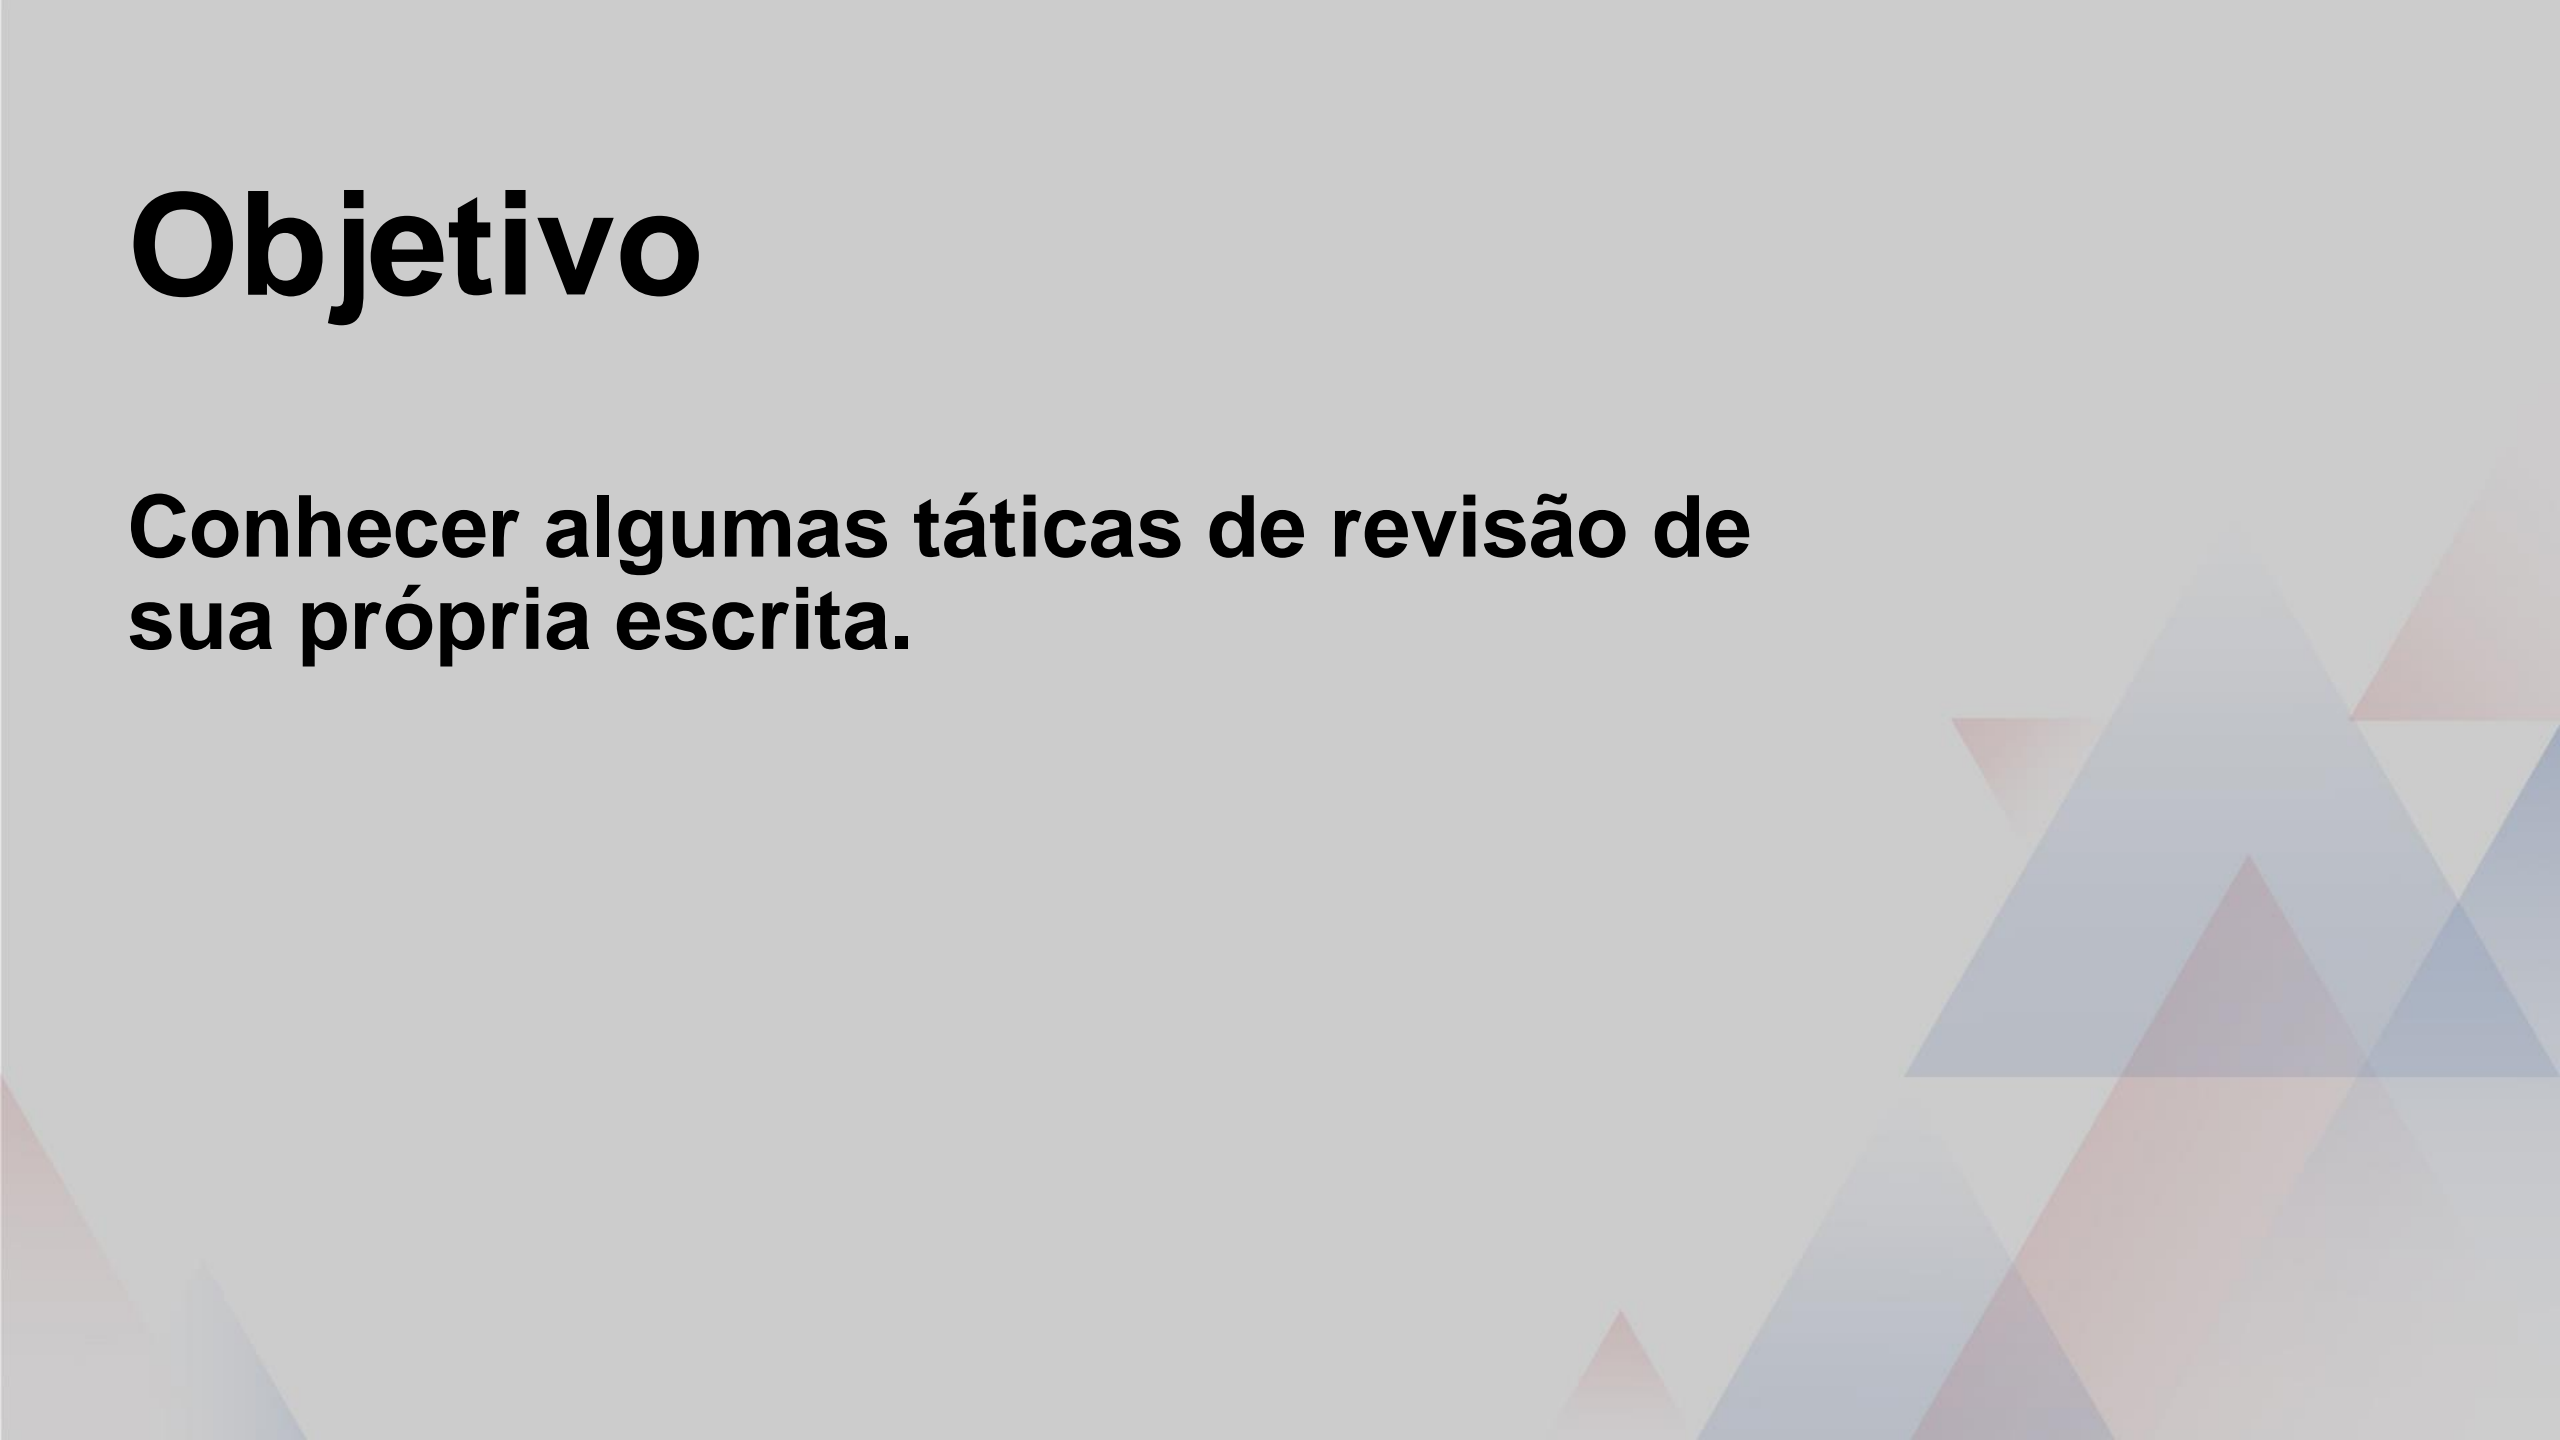 Objetivo
Conhecer algumas táticas de revisão de
sua própria escrita.